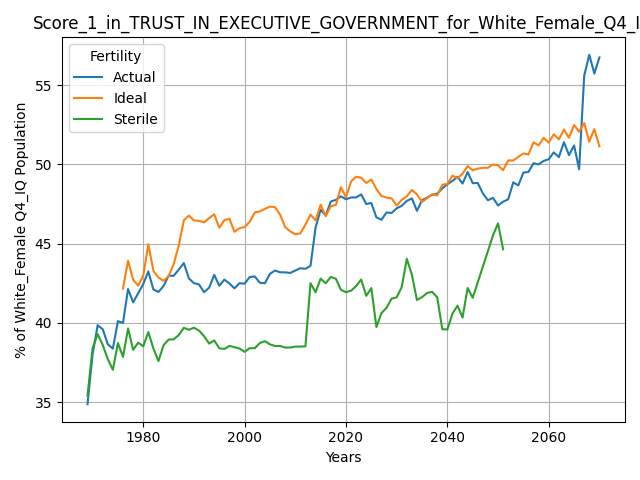 Score_1_in_TRUST_IN_EXECUTIVE_GOVERNMENT_for_White_Female_Q4_I
Fertility
Actual
Ideal
Sterile
55
50
45
40
35
% of White_Female Q4_IQ Population
1980
2000
2020
2040
2060
Years